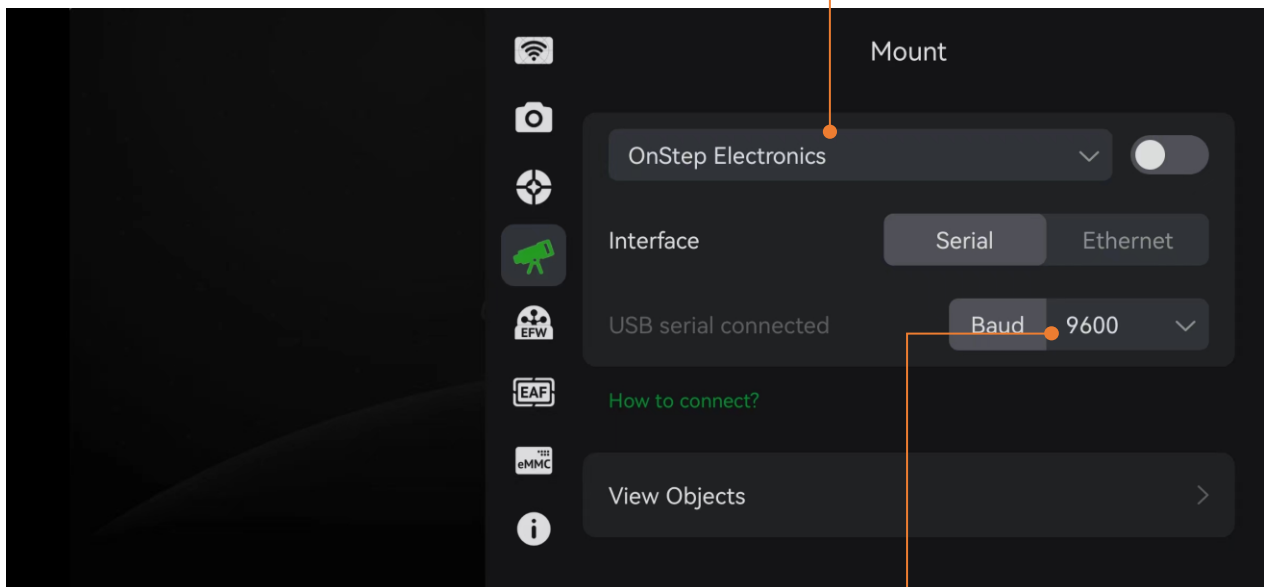 Mount
OnStep Electronics
Interface Serial Ethernet
USB serial connected Baud 9600
EFW
EAF
How to connect?
eMMC
View Objects
i